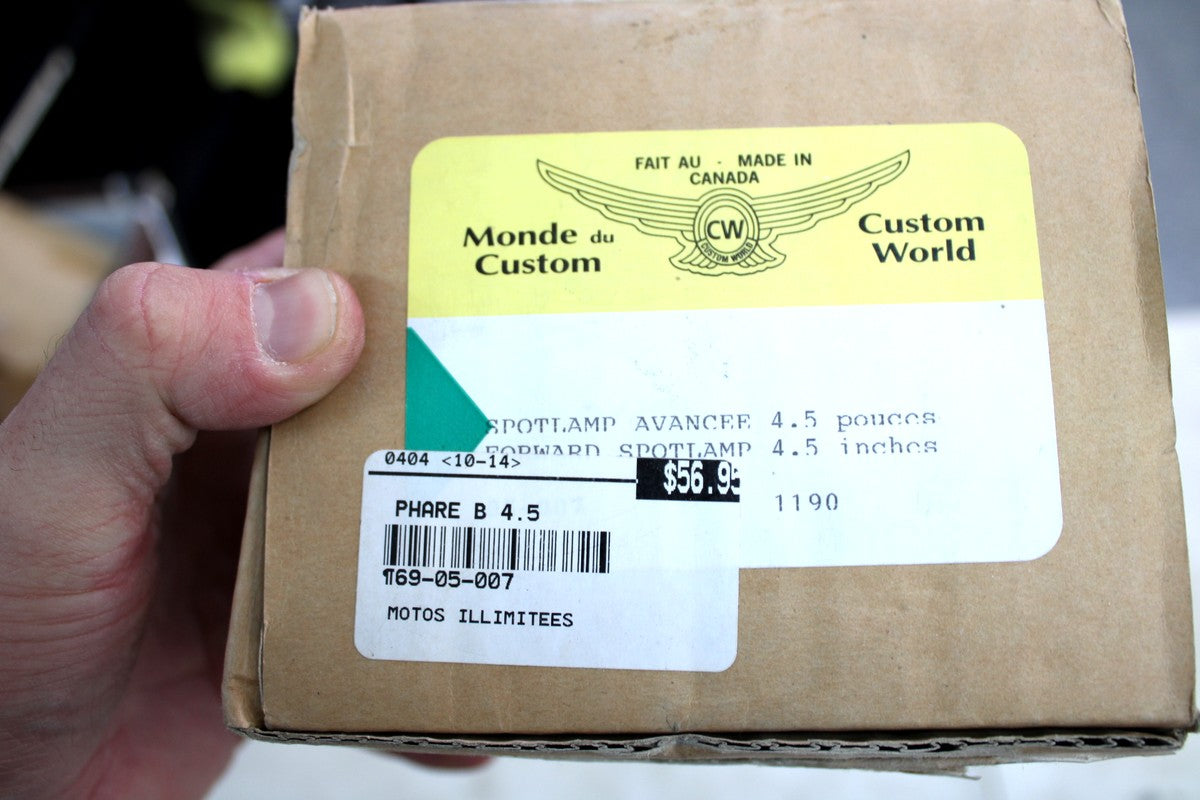 FAIT AU · MADE IN
CANADA
Monde du
Custom
CW
CUSTOM WORLD
Custom
World
SPOTLAMP AVANCEE 4.5 pouces
FORWARD SPOTLAMP 4.5 inches
1190
0404 <10-14>
$56.95
PHARE B 4.5
¶69-05-007
MOTOS ILLIMITEES